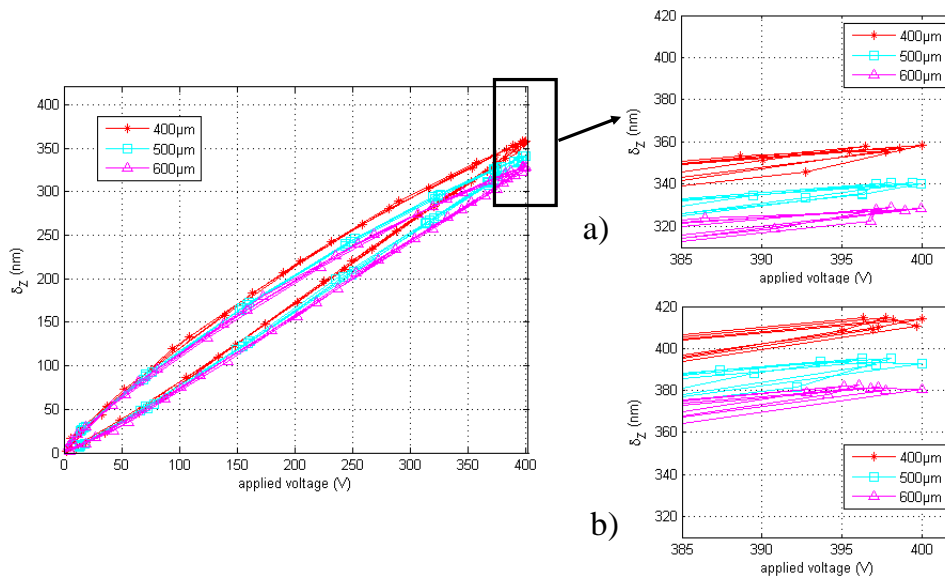 400
350
300
250
200
150
100
50
0
δZ (nm)
0 50 100 150 200 250 300 350 400
applied voltage (V)
400µm
500µm
600µm
a)
420
400
380
360
340
320
δZ (nm)
385 390 395 400
applied voltage (V)
400µm
500µm
600µm
b)
420
400
380
360
340
320
δZ (nm)
385 390 395 400
applied voltage (V)
400µm
500µm
600µm